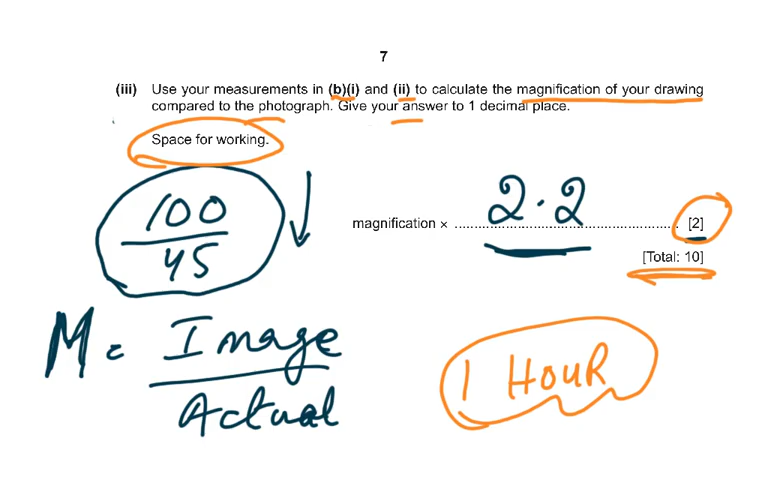 7
(iii) Use your measurements in (b)(i) and (ii) to calculate the magnification of your drawing
compared to the photograph. Give your answer to 1 decimal place.
Space for working.
100
45
magnification × 2.2 [2]
[Total: 10]
M = Image
Actual
1 HOUR